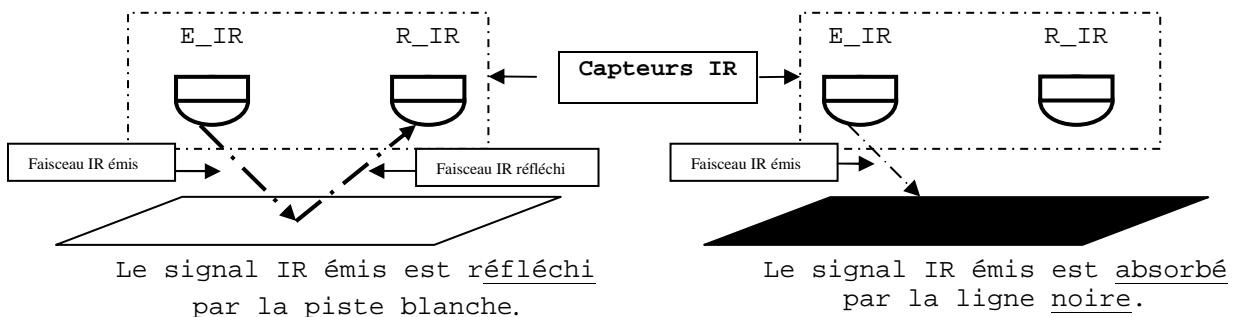 E_IR R_IR
Capteurs IR
E_IR R_IR
Faisceau IR émis
Faisceau IR réfléchi
Faisceau IR émis
Le signal IR émis est réfléchi
par la piste blanche.
Le signal IR émis est absorbé
par la ligne noire.